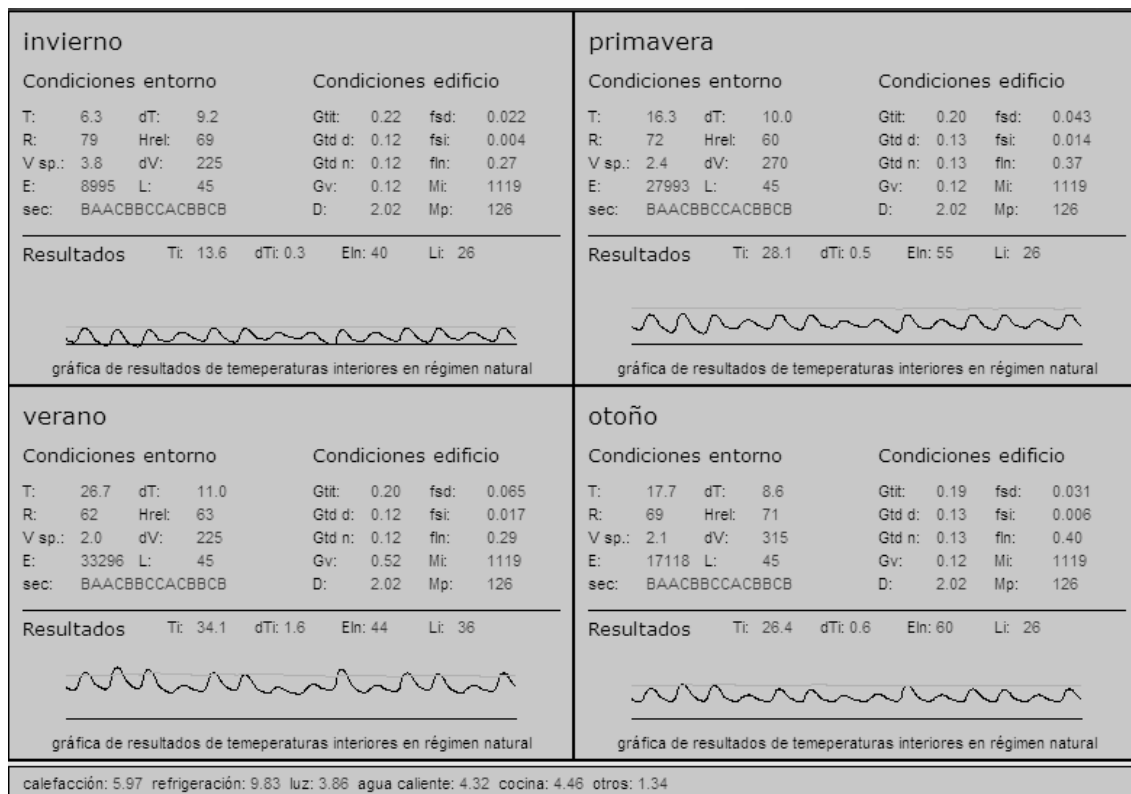 invierno
Condiciones entorno Condiciones edificio
T: 6.3 dT: 9.2 Gtit: 0.22 fsd: 0.022
R: 79 Hrel: 69 Gtd d: 0.12 fsi: 0.004
V sp.: 3.8 dV: 225 Gtd n: 0.12 fln: 0.27
E: 8995 L: 45 Gv: 0.12 Mi: 1119
sec: BAACBBCCACBBCB D: 2.02 Mp: 126
Resultados Ti: 13.6 dTi: 0.3 Eln: 40 Li: 26
gráfica de resultados de temeperaturas interiores en régimen natural
primavera
Condiciones entorno Condiciones edificio
T: 16.3 dT: 10.0 Gtit: 0.20 fsd: 0.043
R: 72 Hrel: 60 Gtd d: 0.13 fsi: 0.014
V sp.: 2.4 dV: 270 Gtd n: 0.13 fln: 0.37
E: 27993 L: 45 Gv: 0.12 Mi: 1119
sec: BAACBBCCACBBCB D: 2.02 Mp: 126
Resultados Ti: 28.1 dTi: 0.5 Eln: 55 Li: 26
gráfica de resultados de temeperaturas interiores en régimen natural
verano
Condiciones entorno Condiciones edificio
T: 26.7 dT: 11.0 Gtit: 0.20 fsd: 0.065
R: 62 Hrel: 63 Gtd d: 0.12 fsi: 0.017
V sp.: 2.0 dV: 225 Gtd n: 0.12 fln: 0.29
E: 33296 L: 45 Gv: 0.52 Mi: 1119
sec: BAACBBCCACBBCB D: 2.02 Mp: 126
Resultados Ti: 34.1 dTi: 1.6 Eln: 44 Li: 36
gráfica de resultados de temeperaturas interiores en régimen natural
otoño
Condiciones entorno Condiciones edificio
T: 17.7 dT: 8.6 Gtit: 0.19 fsd: 0.031
R: 69 Hrel: 71 Gtd d: 0.13 fsi: 0.006
V sp.: 2.1 dV: 315 Gtd n: 0.13 fln: 0.40
E: 17118 L: 45 Gv: 0.12 Mi: 1119
sec: BAACBBCCACBBCB D: 2.02 Mp: 126
Resultados Ti: 26.4 dTi: 0.6 Eln: 60 Li: 26
gráfica de resultados de temeperaturas interiores en régimen natural
calefacción: 5.97 refrigeración: 9.83 luz: 3.86 agua caliente: 4.32 cocina: 4.46 otros: 1.34